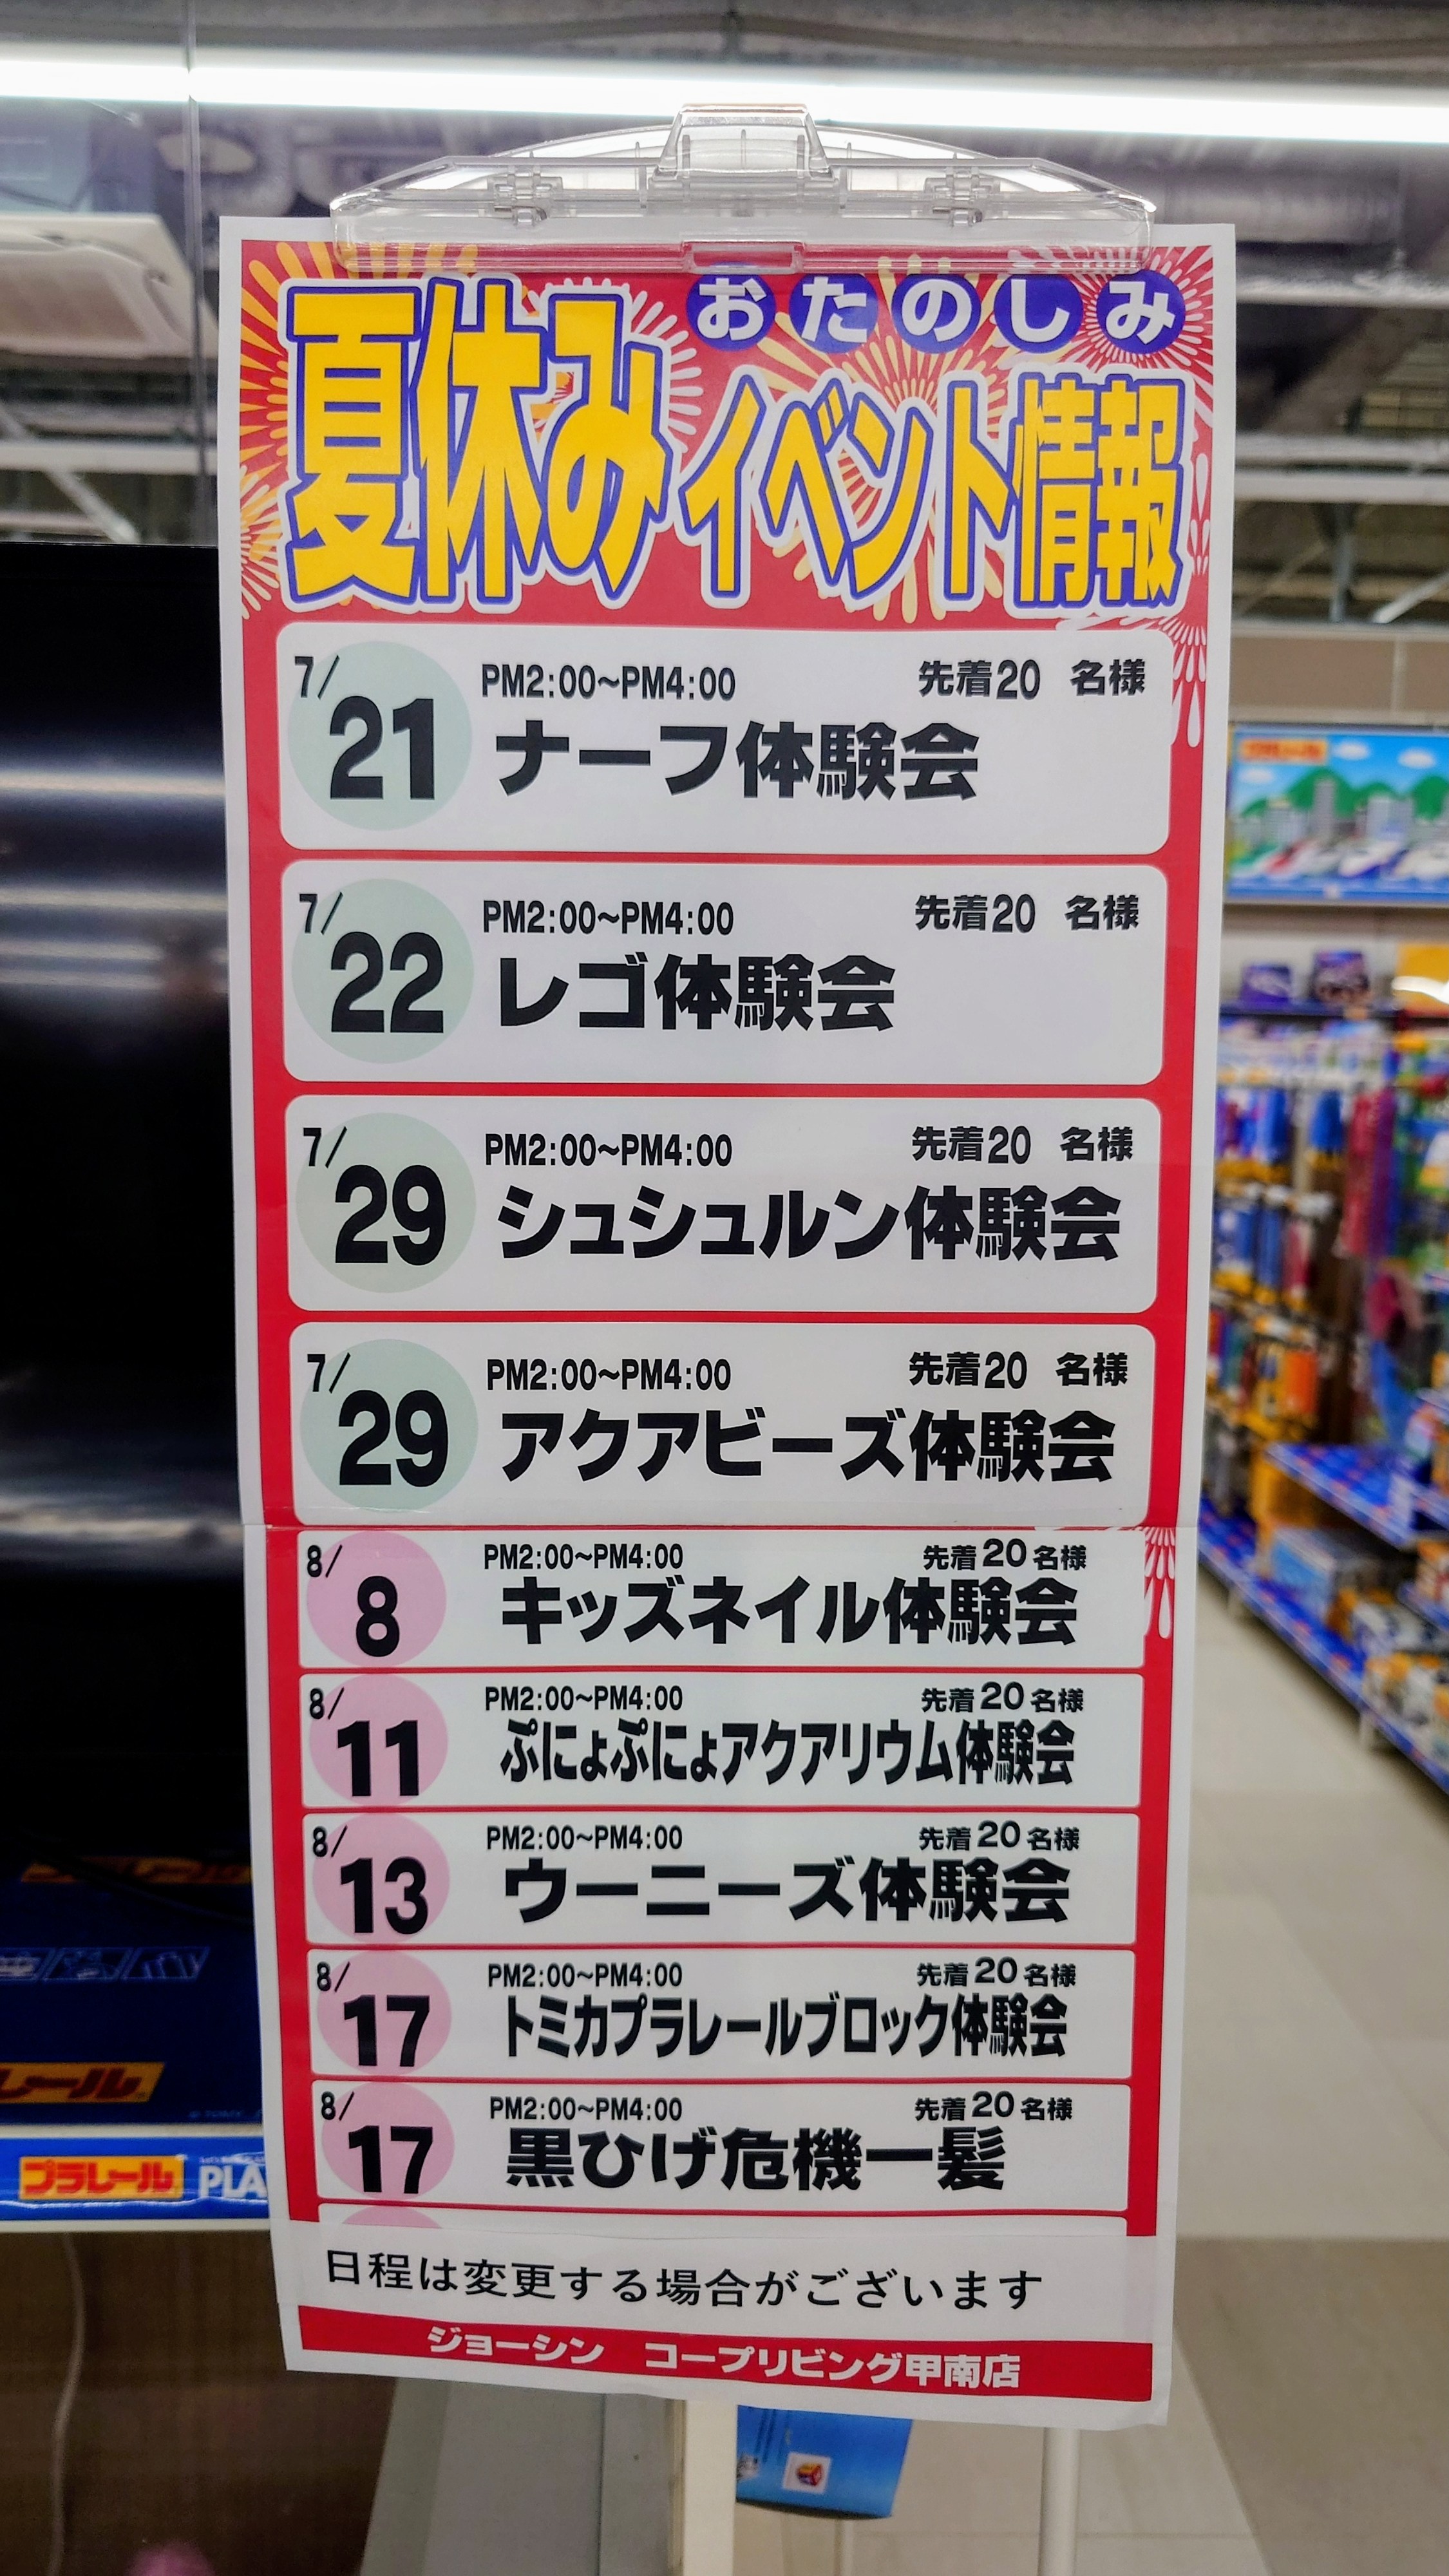 おたのしみ
夏休みイベント情報
7/21 PM2:00~PM4:00 先着20 名様
ナーフ体験会
7/22 PM2:00~PM4:00 先着20 名様
レゴ体験会
7/29 PM2:00~PM4:00 先着20 名様
シュシュルン体験会
7/29 PM2:00~PM4:00 先着20 名様
アクアビーズ体験会
8/8 PM2:00~PM4:00 先着20名様
キッズネイル体験会
8/11 PM2:00~PM4:00 先着20名様
ぷにょぷにょアクアリウム体験会
8/13 PM2:00~PM4:00 先着20名様
ウーニーズ体験会
8/17 PM2:00~PM4:00 先着20名様
トミカプラレールブロック体験会
8/17 PM2:00~PM4:00 先着20名様
黒ひげ危機一髪
日程は変更する場合がございます
ジョーシン コープリビング甲南店
レール
プラレール PLA